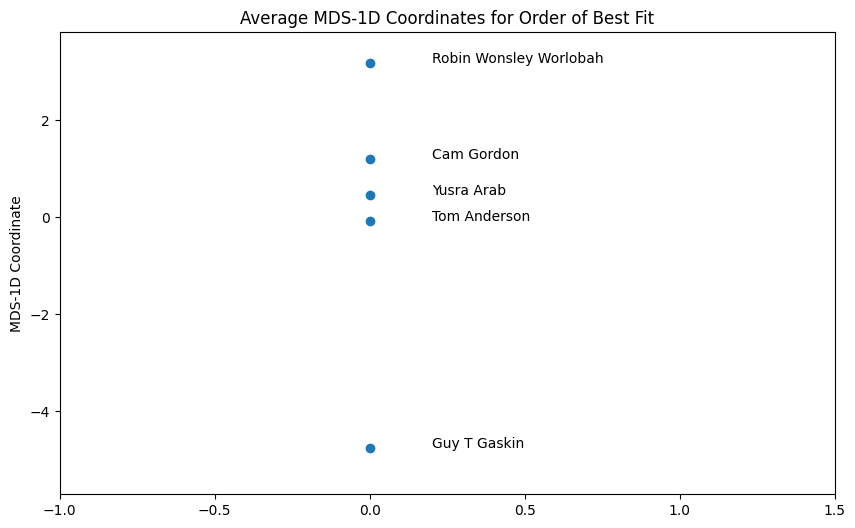 Average MDS-1D Coordinates for Order of Best Fit
Robin Wonsley Worlobah
2
Cam Gordon
Yusra Arab
0
Tom Anderson
MDS-1D Coordinate
−2
−4
Guy T Gaskin
−1.0 −0.5 0.0 0.5 1.0 1.5